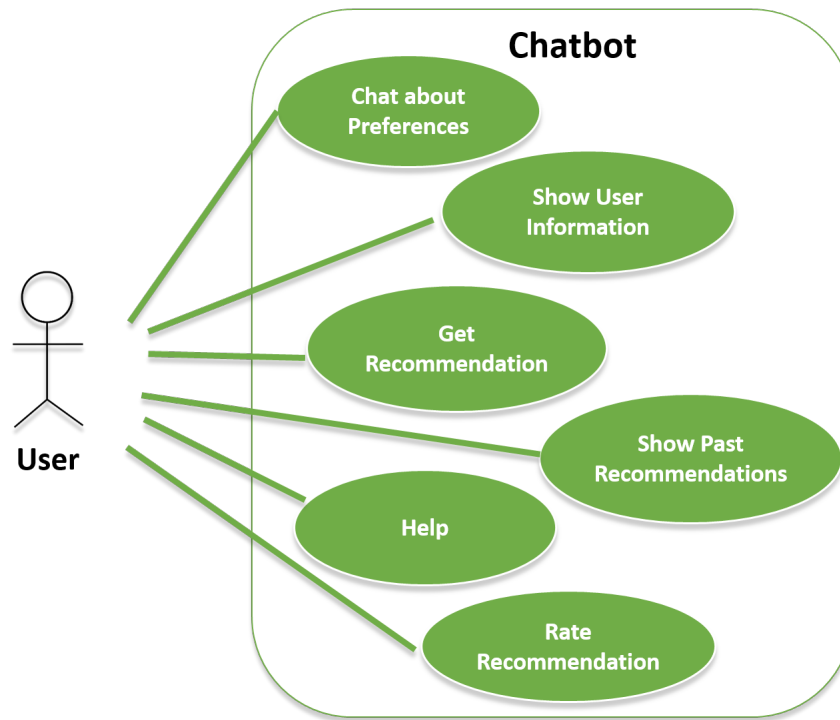 Chatbot
Chat about
Preferences
Show User
Information
Get
Recommendation
Show Past
Recommendations
User
Help
Rate
Recommendation